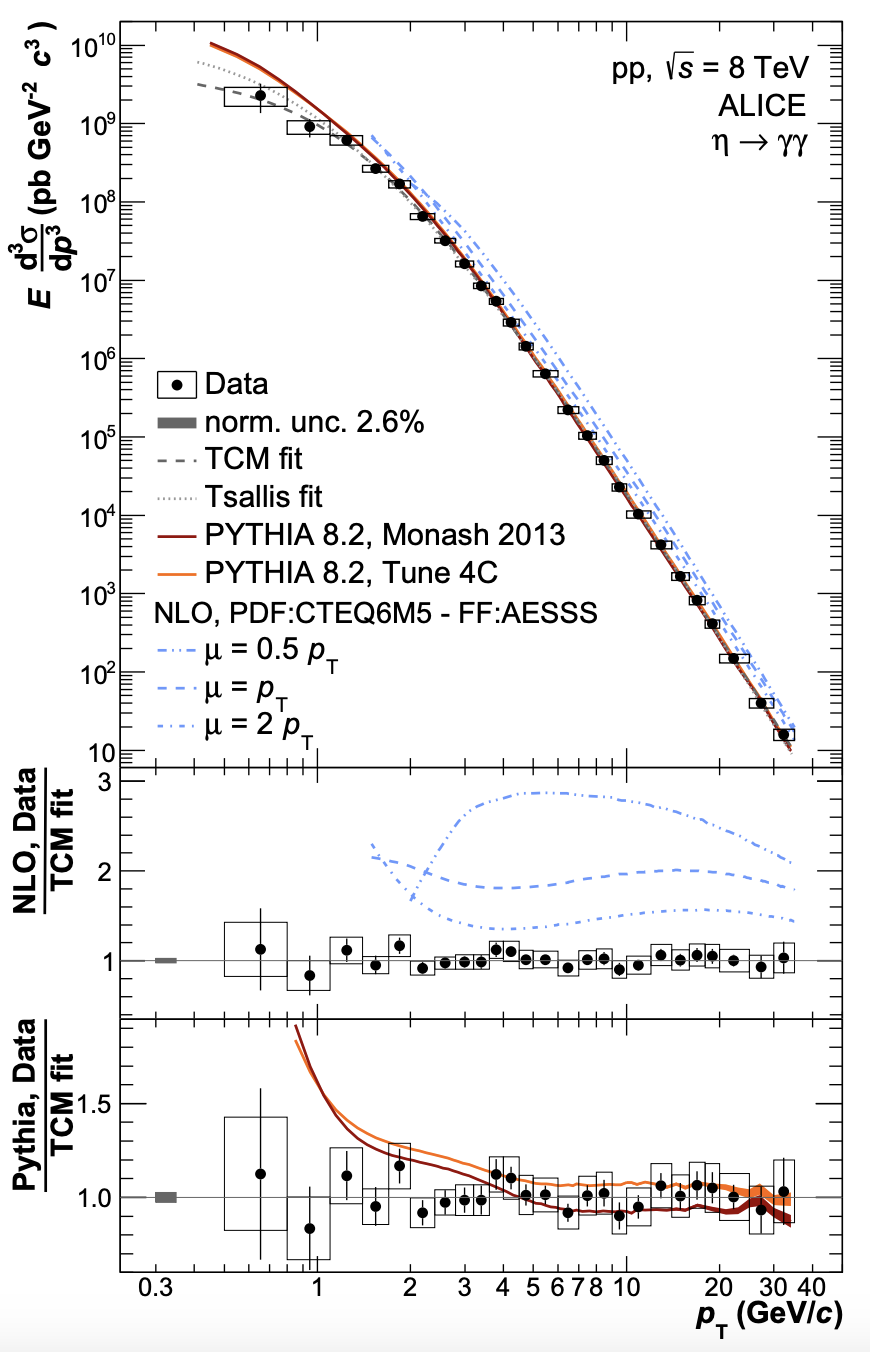 pp, √s = 8 TeV
ALICE
η → γγ
E d³σ/dp³ (pb GeV⁻² c³)
10¹⁰
10⁹
10⁸
10⁷
10⁶
10⁵
10⁴
10³
10²
10
Data
norm. unc. 2.6%
TCM fit
Tsallis fit
PYTHIA 8.2, Monash 2013
PYTHIA 8.2, Tune 4C
NLO, PDF:CTEQ6M5 - FF:AESSS
μ = 0.5 p_T
μ = p_T
μ = 2 p_T
NLO, Data
TCM fit
3
2
1
Pythia, Data
TCM fit
1.5
1.0
0.3 1 2 3 4 5 6 7 8 10 20 30 40
p_T (GeV/c)